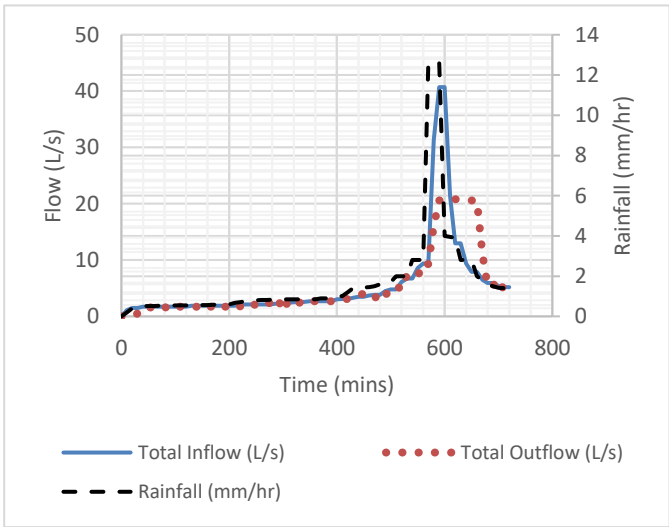 50
40
30
20
10
0
Flow (L/s)
14
12
10
8
6
4
2
0
Rainfall (mm/hr)
0 200 400 600 800
Time (mins)
Total Inflow (L/s) Total Outflow (L/s)
Rainfall (mm/hr)